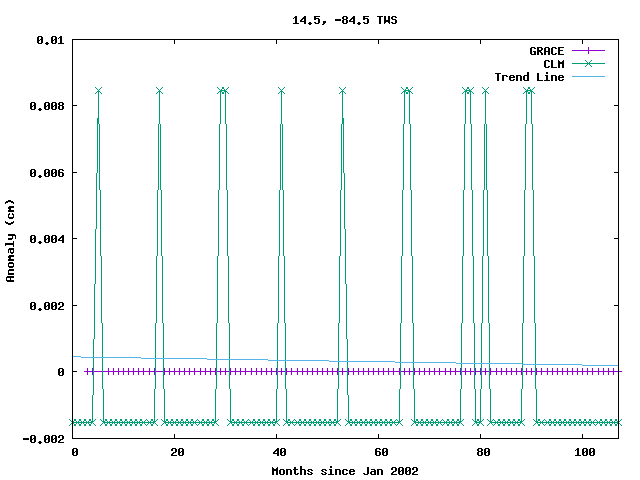 14.5, -84.5 TWS
GRACE
CLM
Trend Line
0.01
0.008
0.006
0.004
0.002
0
-0.002
Anomaly (cm)
0 20 40 60 80 100
Months since Jan 2002